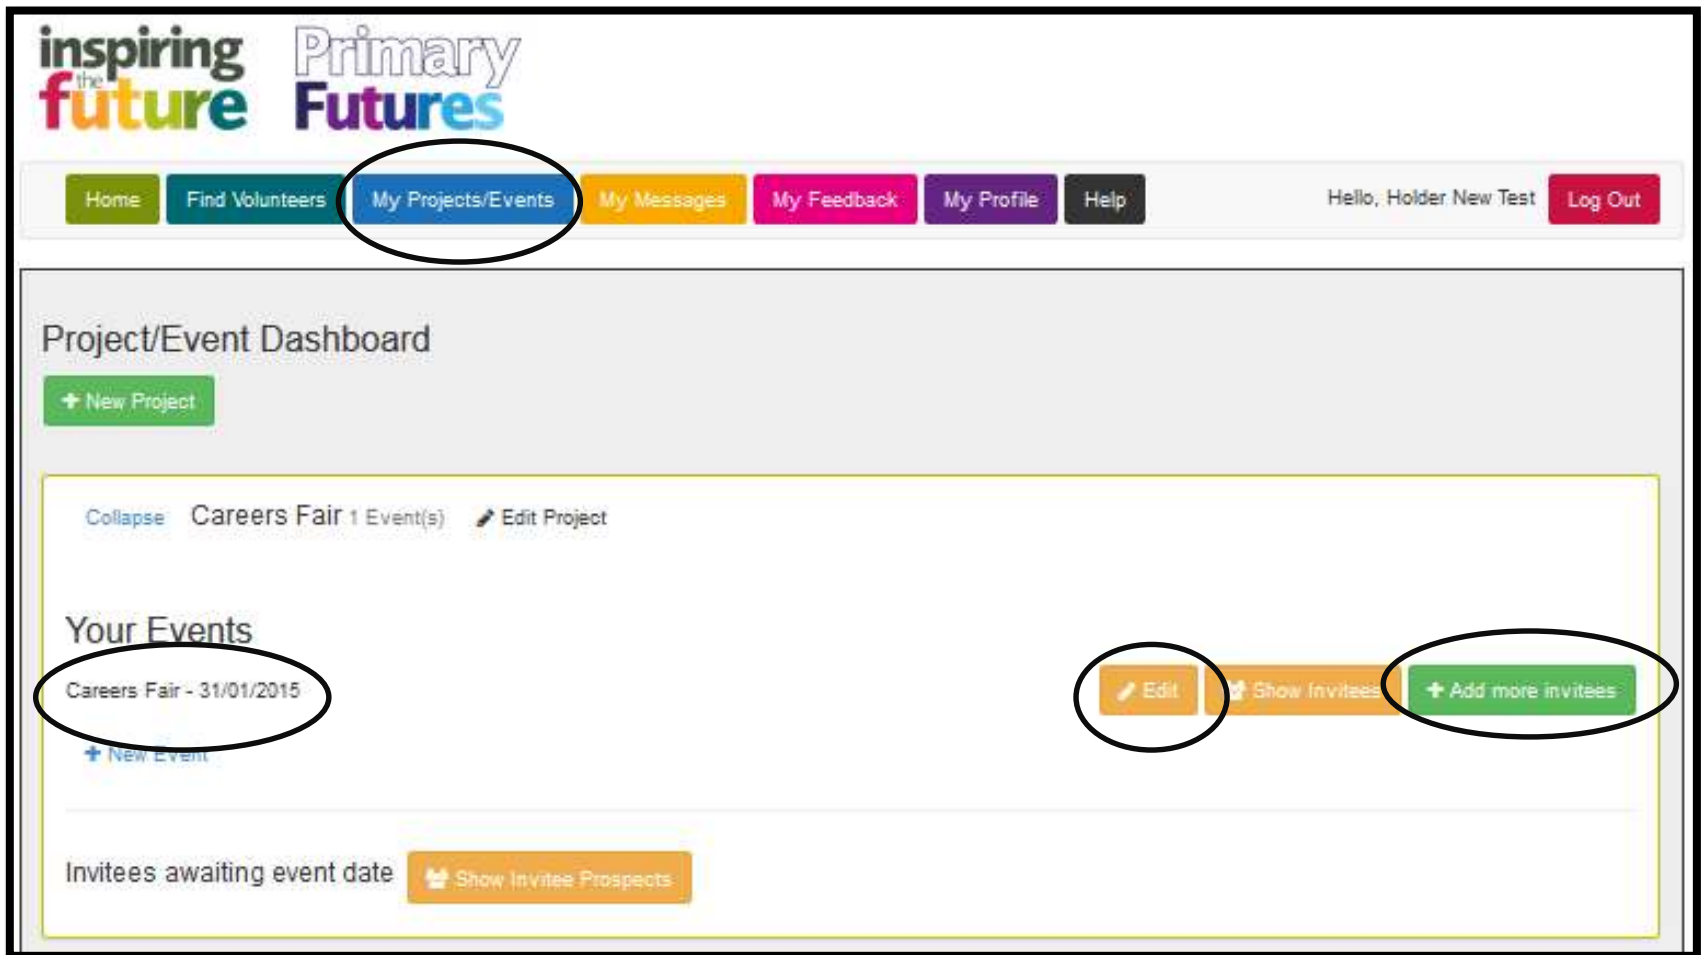 inspiring Primary
the
future Futures
Home Find Volunteers My Projects/Events My Messages My Feedback My Profile Help Hello, Holder New Test Log Out
Project/Event Dashboard
+ New Project
Collapse Careers Fair 1 Event(s) Edit Project
Your Events
Careers Fair - 31/01/2015 Edit Show Invitees + Add more invitees
+ New Event
Invitees awaiting event date Show Invitee Prospects